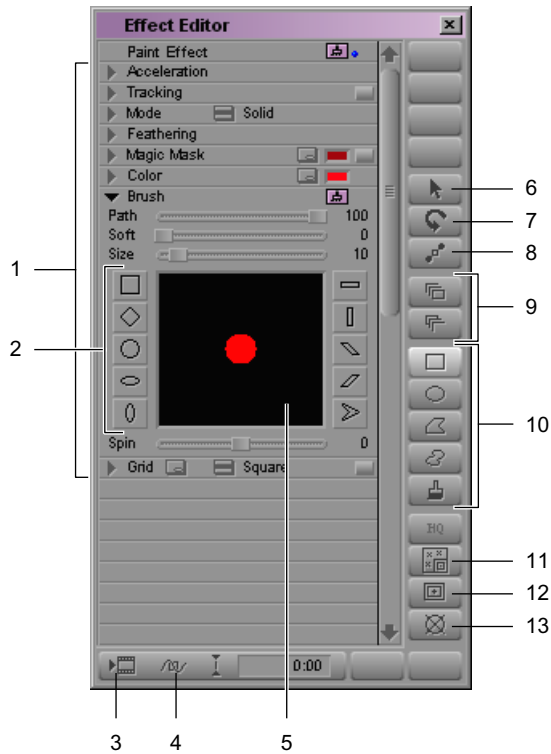 Effect Editor
Paint Effect
Acceleration
Tracking
Mode Solid
Feathering
Magic Mask
Color
Brush
Path 100
Soft 0
Size 10
Spin 0
Grid Square
HQ
0:00
1
2
3
4
5
6
7
8
9
10
11
12
13